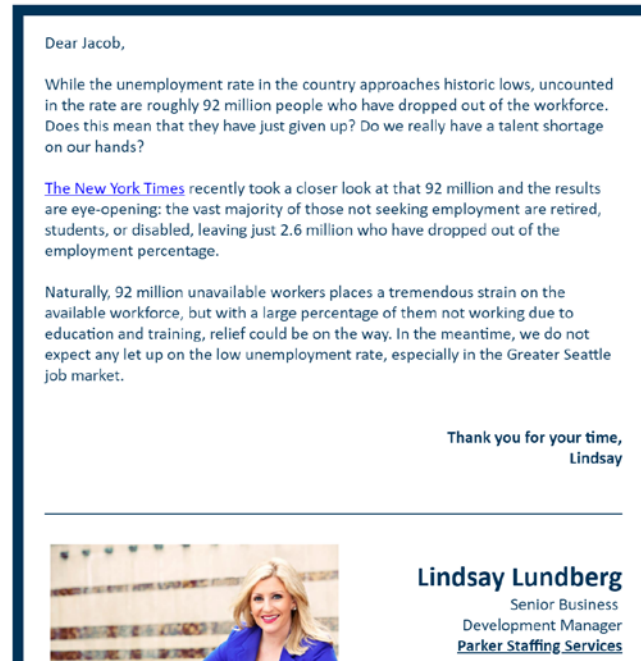 Dear Jacob,
While the unemployment rate in the country approaches historic lows, uncounted
in the rate are roughly 92 million people who have dropped out of the workforce.
Does this mean that they have just given up? Do we really have a talent shortage
on our hands?
The New York Times recently took a closer look at that 92 million and the results
are eye-opening: the vast majority of those not seeking employment are retired,
students, or disabled, leaving just 2.6 million who have dropped out of the
employment percentage.
Naturally, 92 million unavailable workers places a tremendous strain on the
available workforce, but with a large percentage of them not working due to
education and training, relief could be on the way. In the meantime, we do not
expect any let up on the low unemployment rate, especially in the Greater Seattle
job market.
Thank you for your time,
Lindsay
Lindsay Lundberg
Senior Business
Development Manager
Parker Staffing Services